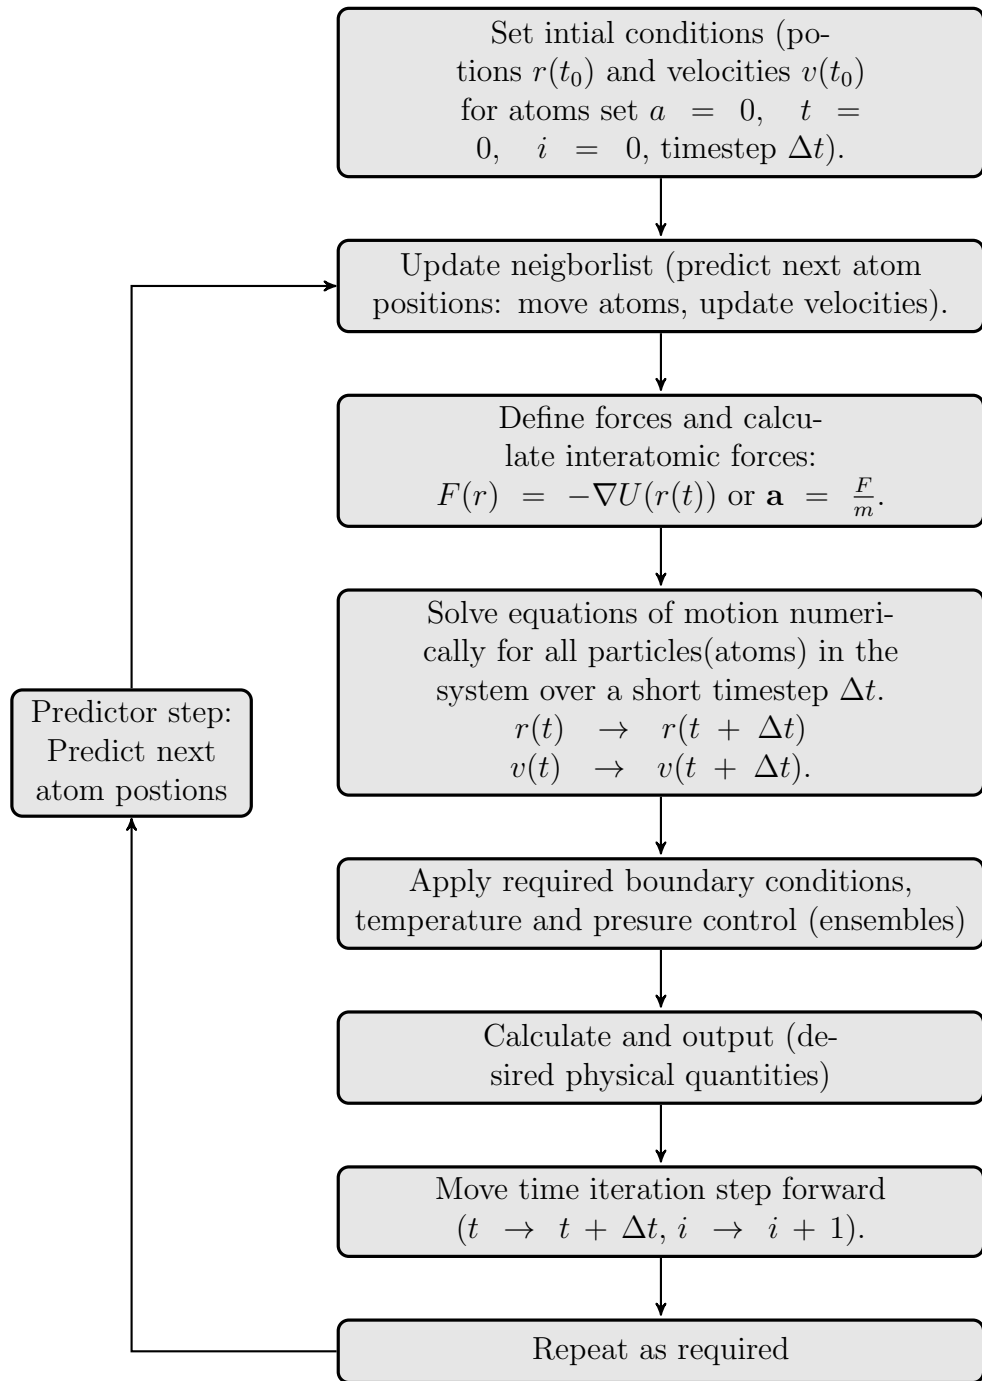 Set intial conditions (po-
tions r(t₀) and velocities v(t₀)
for atoms set a = 0, t =
0, i = 0, timestep Δt).
Update neigborlist (predict next atom
positions: move atoms, update velocities).
Define forces and calcu-
late interatomic forces:
F(r) = −∇U(r(t)) or a = F/m.
Solve equations of motion numeri-
cally for all particles(atoms) in the
system over a short timestep Δt.
r(t) → r(t + Δt)
v(t) → v(t + Δt).
Predictor step:
Predict next
atom postions
Apply required boundary conditions,
temperature and presure control (ensembles)
Calculate and output (de-
sired physical quantities)
Move time iteration step forward
(t → t + Δt, i → i + 1).
Repeat as required